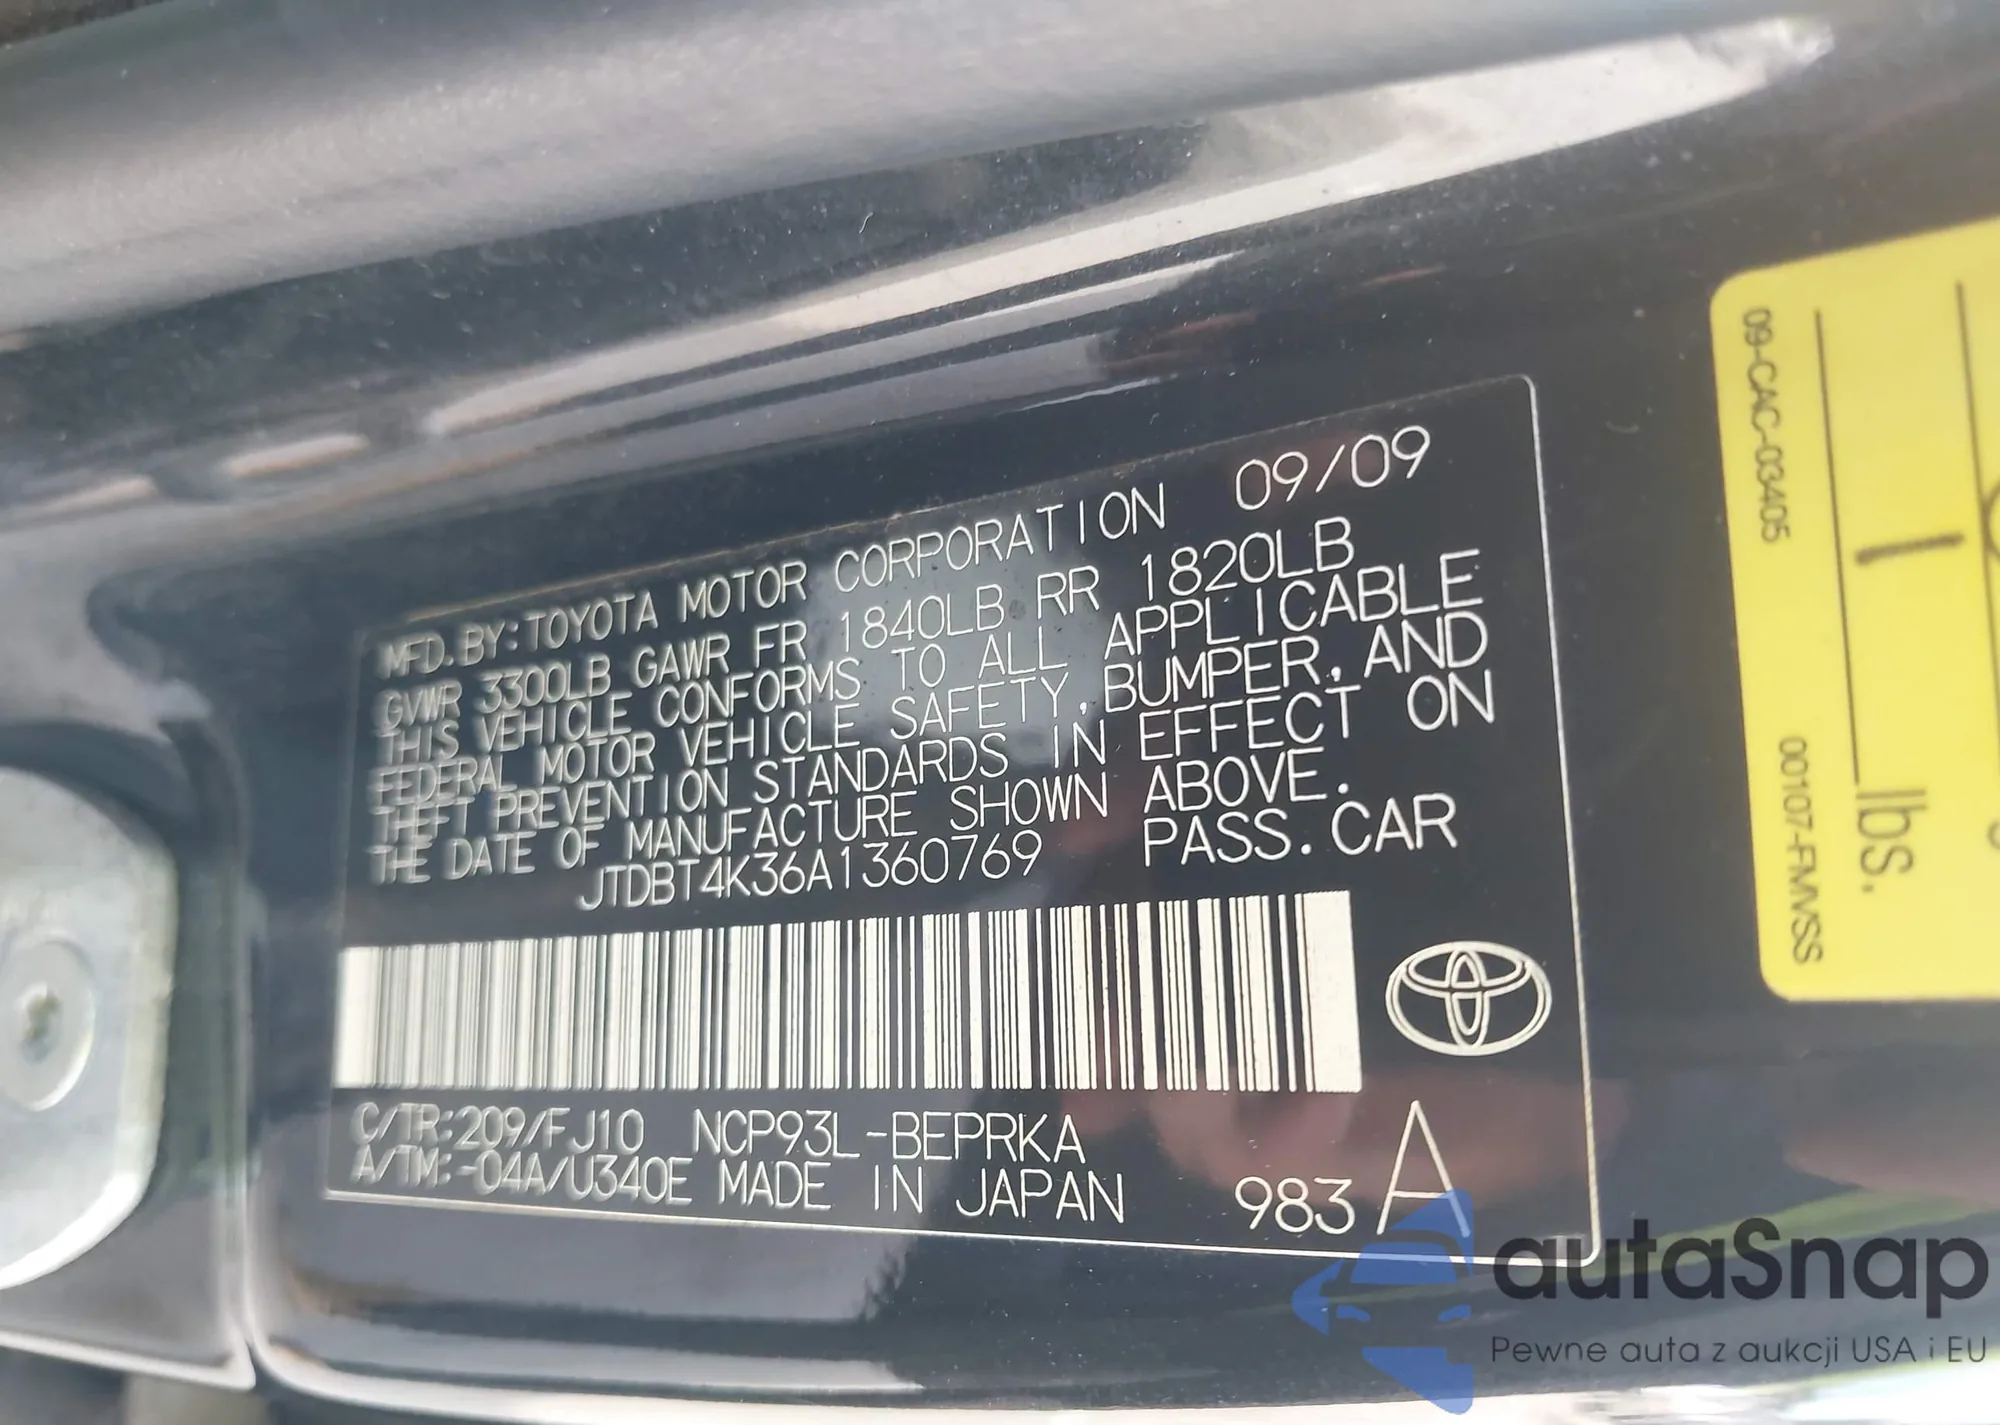 MFD.BY:TOYOTA MOTOR CORPORATION 09/09
GVWR 3300LB GAWR FR 1840LB RR 1820LB
THIS VEHICLE CONFORMS TO ALL APPLICABLE
FEDERAL MOTOR VEHICLE SAFETY,BUMPER,AND
THEFT PREVENTION STANDARDS IN EFFECT ON
THE DATE OF MANUFACTURE SHOWN ABOVE.
JTDBT4K36A1360769 PASS.CAR
C/TR:209/FJ10 NCP93L-BEPRKA
A/TM:-04A/U340E MADE IN JAPAN 983 A
09-CAC-03405
00107-FMVSS
1
lbs.
autaSnap
Pewne auta z aukcji USA i EU